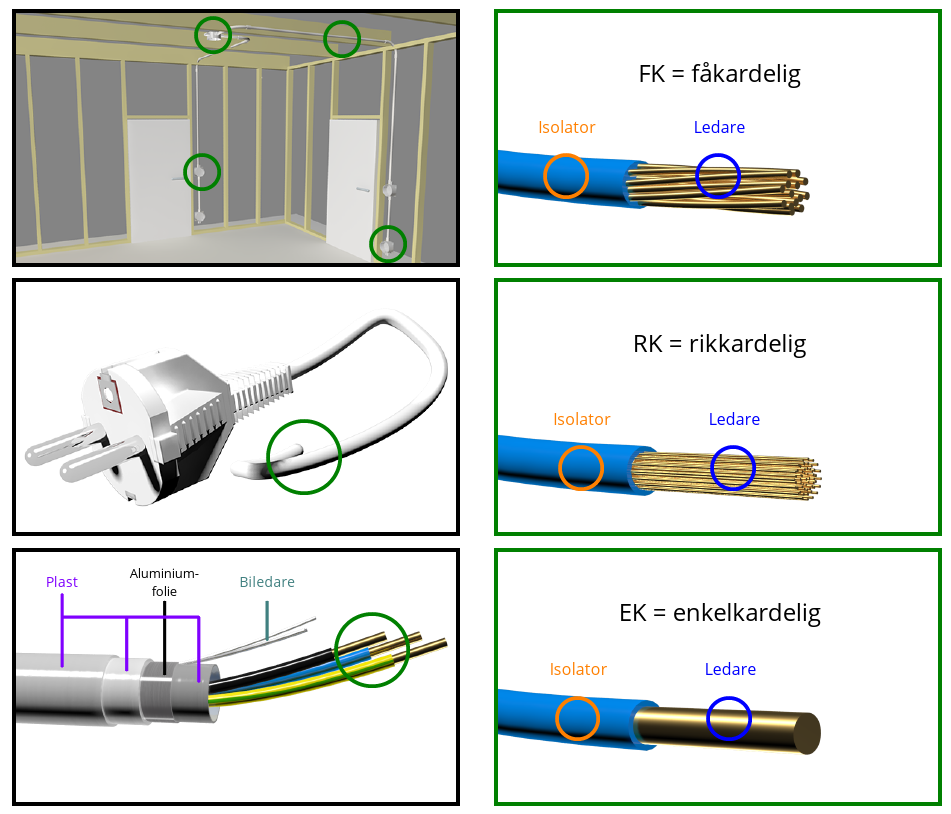 FK = fåkardelig
Isolator
Ledare
RK = rikkardelig
Isolator
Ledare
Plast
Aluminium-
folie
Biledare
EK = enkelkardelig
Isolator
Ledare